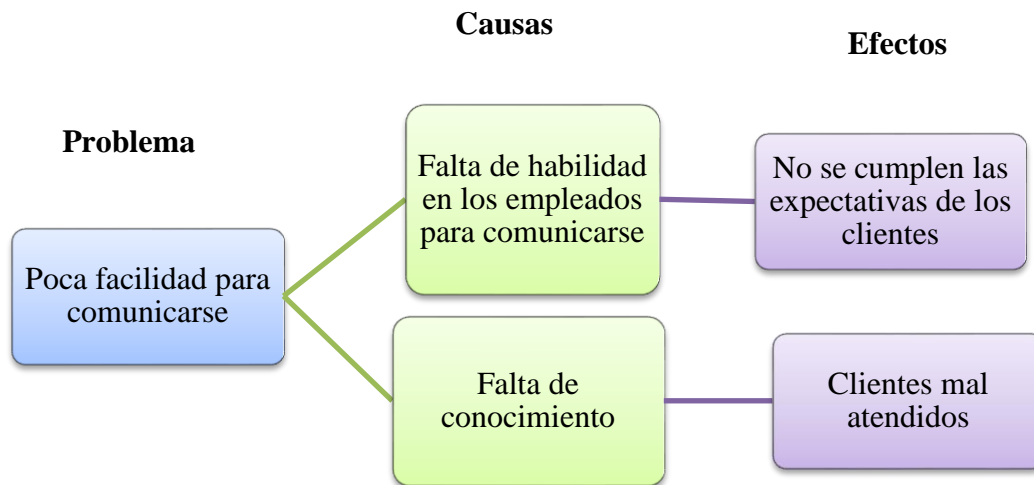 Causas
Efectos
Problema
Falta de habilidad
en los empleados
para comunicarse
No se cumplen las
expectativas de los
clientes
Poca facilidad para
comunicarse
Falta de
conocimiento
Clientes mal
atendidos